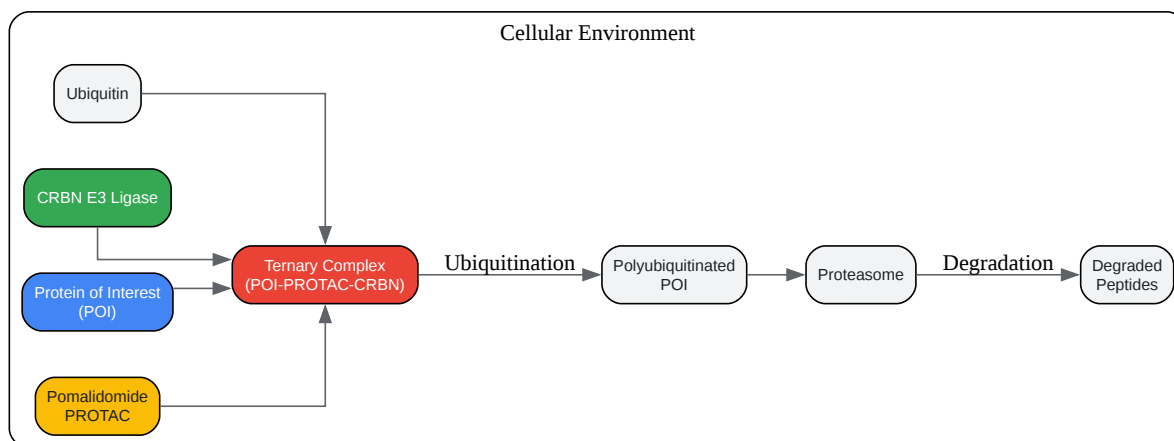 Cellular Environment
Ubiquitin
CRBN E3 Ligase
Protein of Interest
(POI)
Pomalidomide
PROTAC
Ternary Complex
(POI-PROTAC-CRBN)
Ubiquitination
Polyubiquitinated
POI
Proteasome
Degradation
Degraded
Peptides